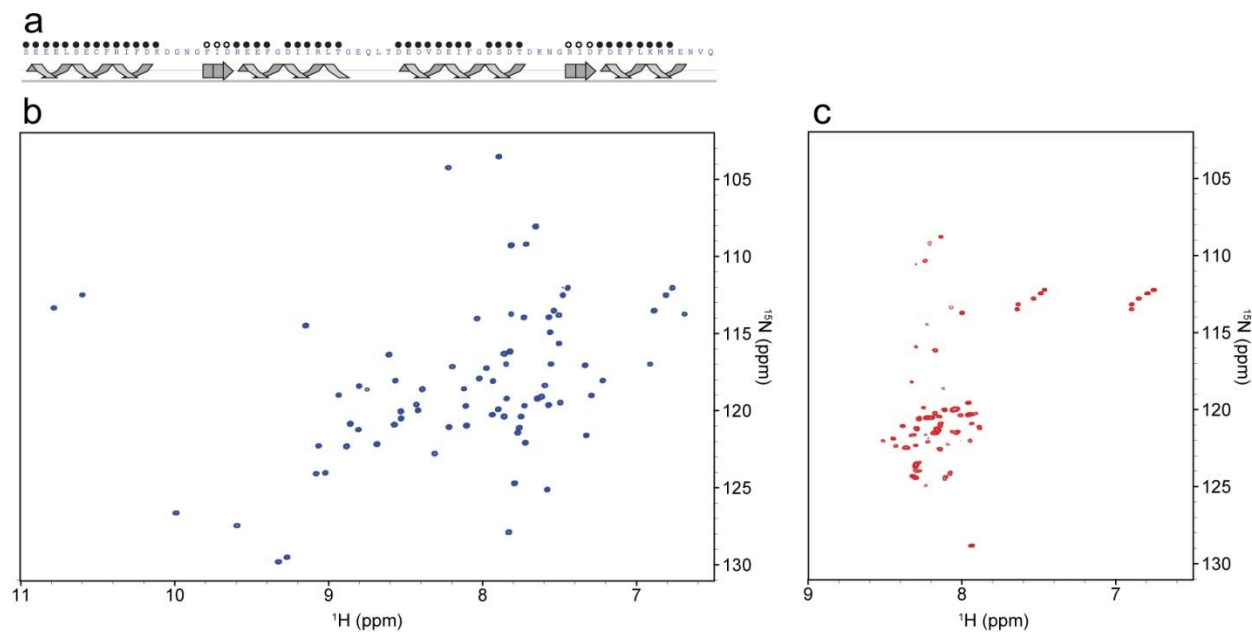 a
SEEELSECFRIFDKDGNGFIDREEFGDIIRLTGEQLTDEDVDEIFGDSDTDKNGRIDFDEFLKMMENVQ
b
105
110
115
120
125
130
¹⁵N (ppm)
11 10 9 8 7
¹H (ppm)
c
105
110
115
120
125
130
¹⁵N (ppm)
9 8 7
¹H (ppm)